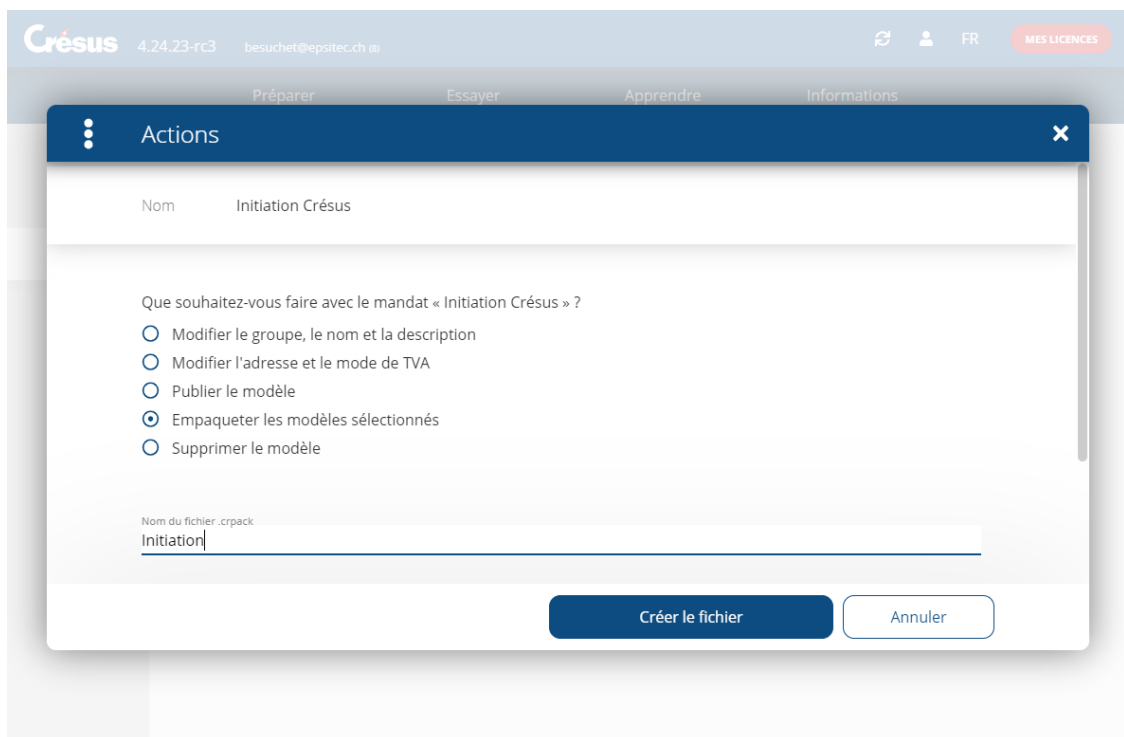 Crésus 4.24.23-rc3 besuchet@epsitec.ch (8) FR MES LICENCES
Préparer Essayer Apprendre Informations
Actions
Nom Initiation Crésus
Que souhaitez-vous faire avec le mandat « Initiation Crésus » ?
Modifier le groupe, le nom et la description
Modifier l'adresse et le mode de TVA
Publier le modèle
Empaqueter les modèles sélectionnés
Supprimer le modèle
Nom du fichier .crpack
Initiation
Créer le fichier Annuler